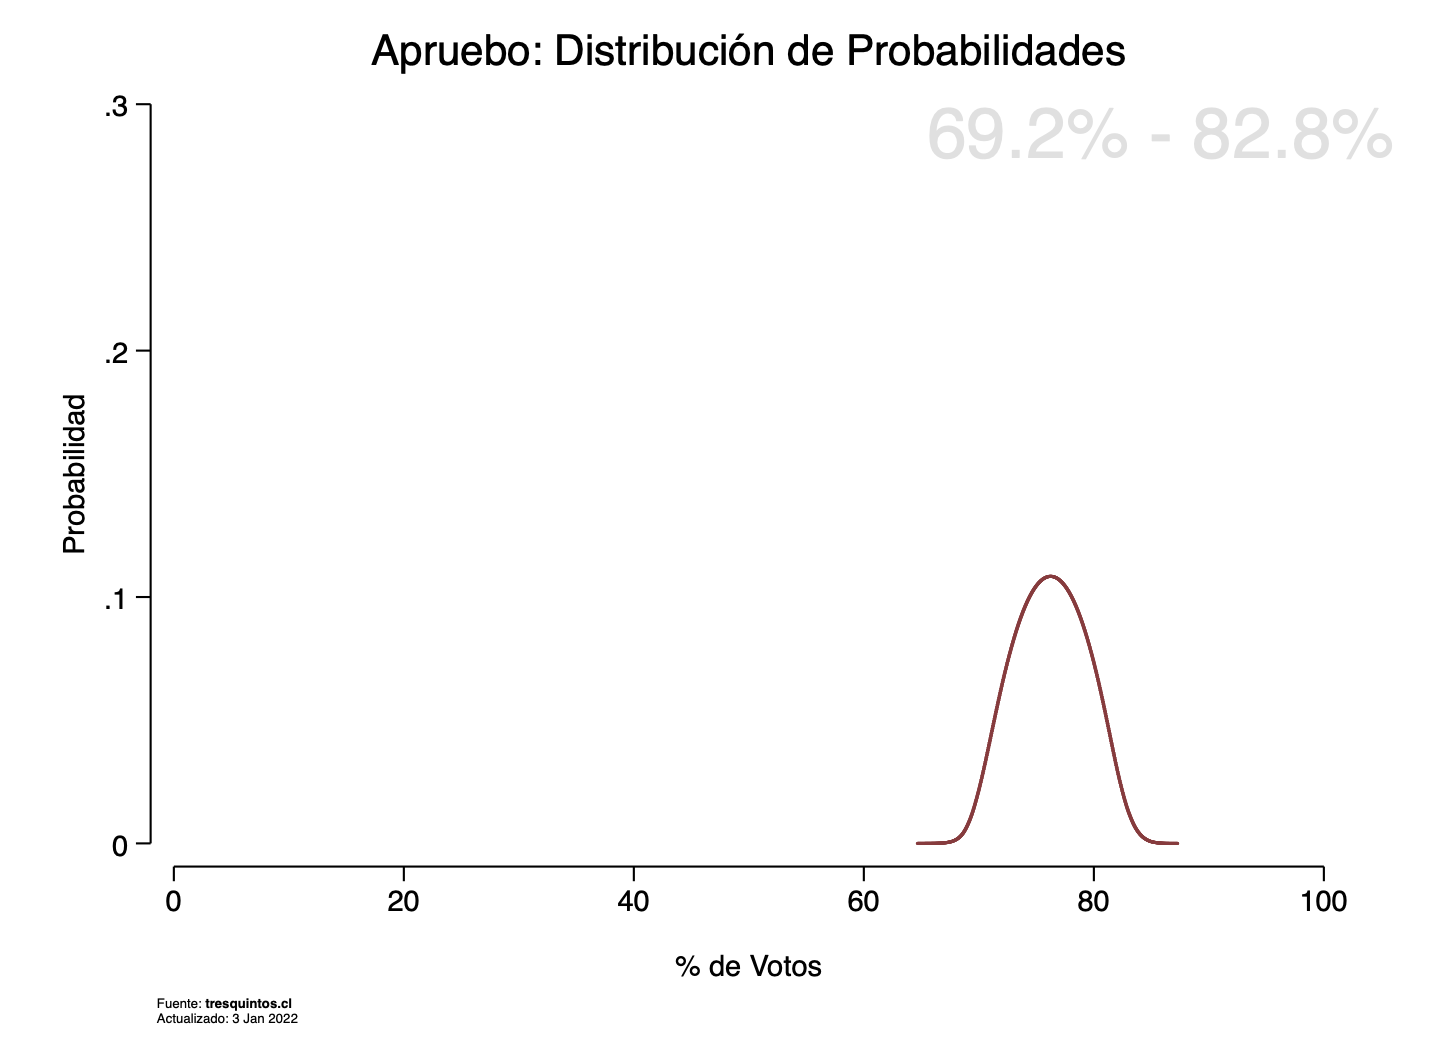 Apruebo: Distribución de Probabilidades
69.2% - 82.8%
.3
.2
.1
0
Probabilidad
0 20 40 60 80 100
% de Votos
Fuente: tresquintos.cl
Actualizado: 3 Jan 2022